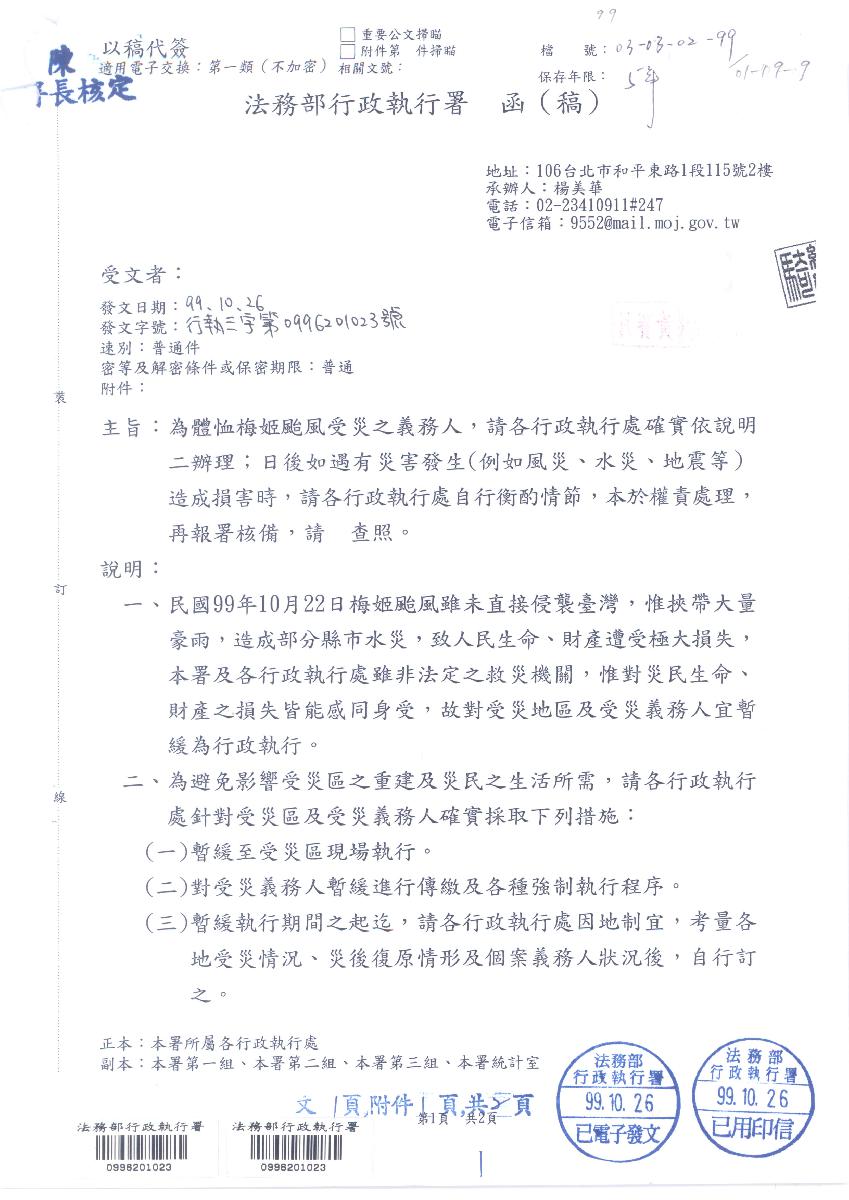 99
以稿代簽
□重要公文掃瞄
□附件第　件掃瞄
適用電子交換：第一類（不加密）相關文號：
檔　　號：03-03-02-99
01-09-9
保存年限：5年
陳
長核定
法務部行政執行署　函（稿）
地址：106台北市和平東路1段115號2樓
承辦人：楊美華
電話：02-23410911#247
電子信箱：9552@mail.moj.gov.tw
受文者：
發文日期：99.10.26
發文字號：行執三字第0996201023號
速別：普通件
密等及解密條件或保密期限：普通
附件：
主旨：為體恤梅姬颱風受災之義務人，請各行政執行處確實依說明
二辦理；日後如遇有災害發生(例如風災、水災、地震等)
造成損害時，請各行政執行處自行衡酌情節，本於權責處理，
再報署核備，請　查照。
說明：
一、民國99年10月22日梅姬颱風雖未直接侵襲臺灣，惟挾帶大量
豪雨，造成部分縣市水災，致人民生命、財產遭受極大損失，
本署及各行政執行處雖非法定之救災機關，惟對災民生命、
財產之損失皆能感同身受，故對受災地區及受災義務人宜暫
緩為行政執行。
二、為避免影響受災區之重建及災民之生活所需，請各行政執行
處針對受災區及受災義務人確實採取下列措施：
(一)暫緩至受災區現場執行。
(二)對受災義務人暫緩進行傳繳及各種強制執行程序。
(三)暫緩執行期間之起迄，請各行政執行處因地制宜，考量各
地受災情況、災後復原情形及個案義務人狀況後，自行訂
之。
裝
訂
線
正本：本署所屬各行政執行處
副本：本署第一組、本署第二組、本署第三組、本署統計室
文 1頁,附件 1頁,共2頁
第1頁　共2頁
法務部
行政執行署
99.10.26
已電子發文
法務部
行政執行署
99.10.26
已用印信
法務部行政執行署
0996201023
法務部行政執行署
0996201023